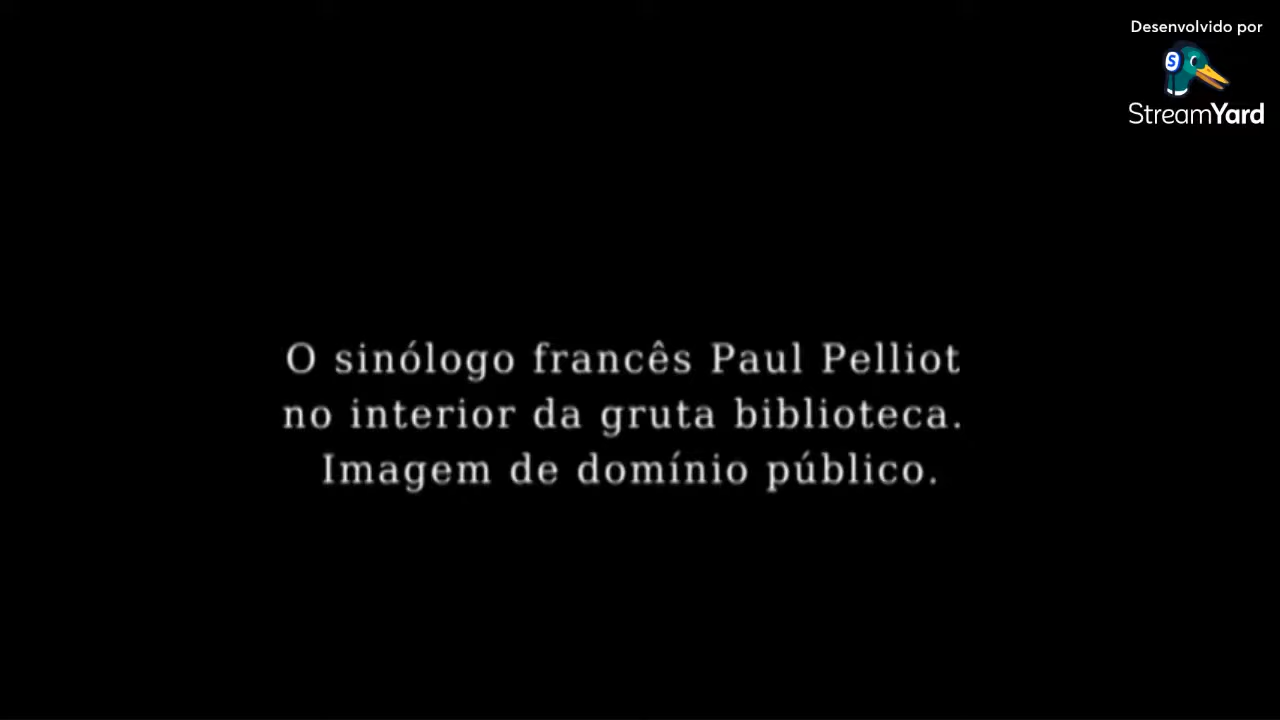 Desenvolvido por
S
StreamYard
O sinólogo francês Paul Pelliot
no interior da gruta biblioteca.
Imagem de domínio público.